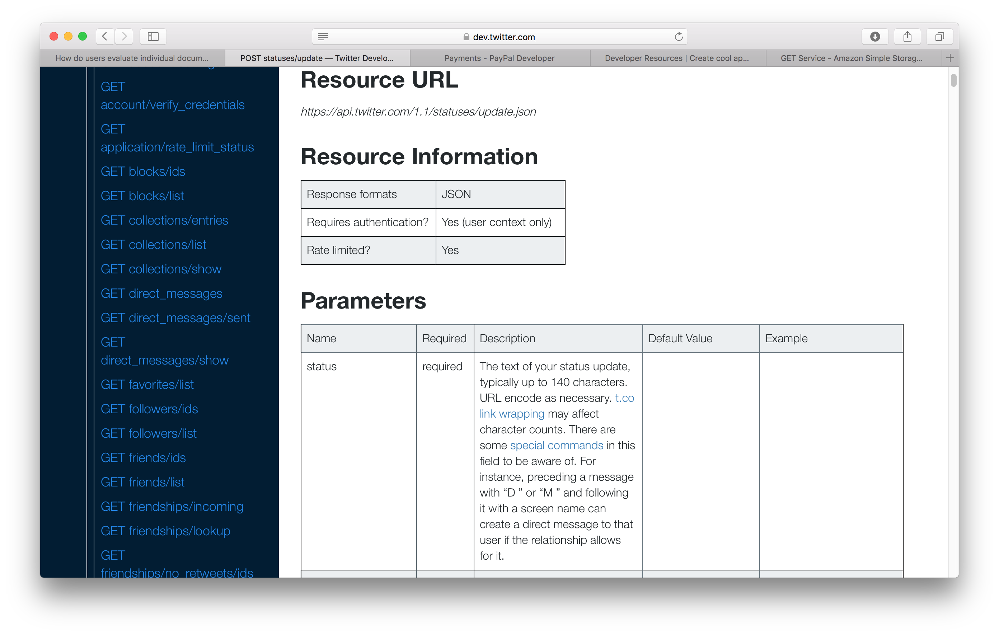 dev.twitter.com
How do users evaluate individual docum...
POST statuses/update — Twitter Develo...
Payments - PayPal Developer
Developer Resources | Create cool ap...
GET Service - Amazon Simple Storag...
GET
account/verify_credentials
GET
application/rate_limit_status
GET blocks/ids
GET blocks/list
GET collections/entries
GET collections/list
GET collections/show
GET direct_messages
GET direct_messages/sent
GET
direct_messages/show
GET favorites/list
GET followers/ids
GET followers/list
GET friends/ids
GET friends/list
GET friendships/incoming
GET friendships/lookup
GET
friendships/no_retweets/ids
Resource URL
https://api.twitter.com/1.1/statuses/update.json
Resource Information
Response formats JSON
Requires authentication? Yes (user context only)
Rate limited? Yes
Parameters
Name Required Description Default Value Example
status required The text of your status update,
typically up to 140 characters.
URL encode as necessary. t.co
link wrapping may affect
character counts. There are
some special commands in this
field to be aware of. For
instance, preceding a message
with “D ” or “M ” and following
it with a screen name can
create a direct message to that
user if the relationship allows
for it.